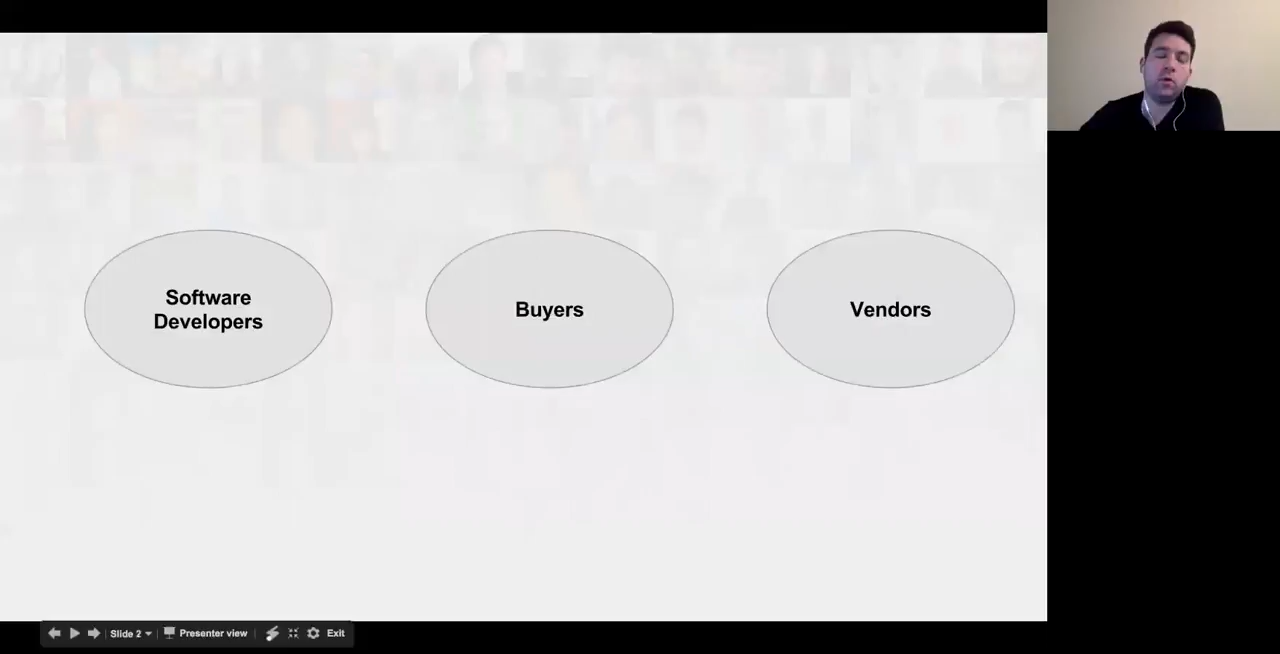 Software
Developers
Buyers
Vendors
Slide 2
Presenter view
Exit